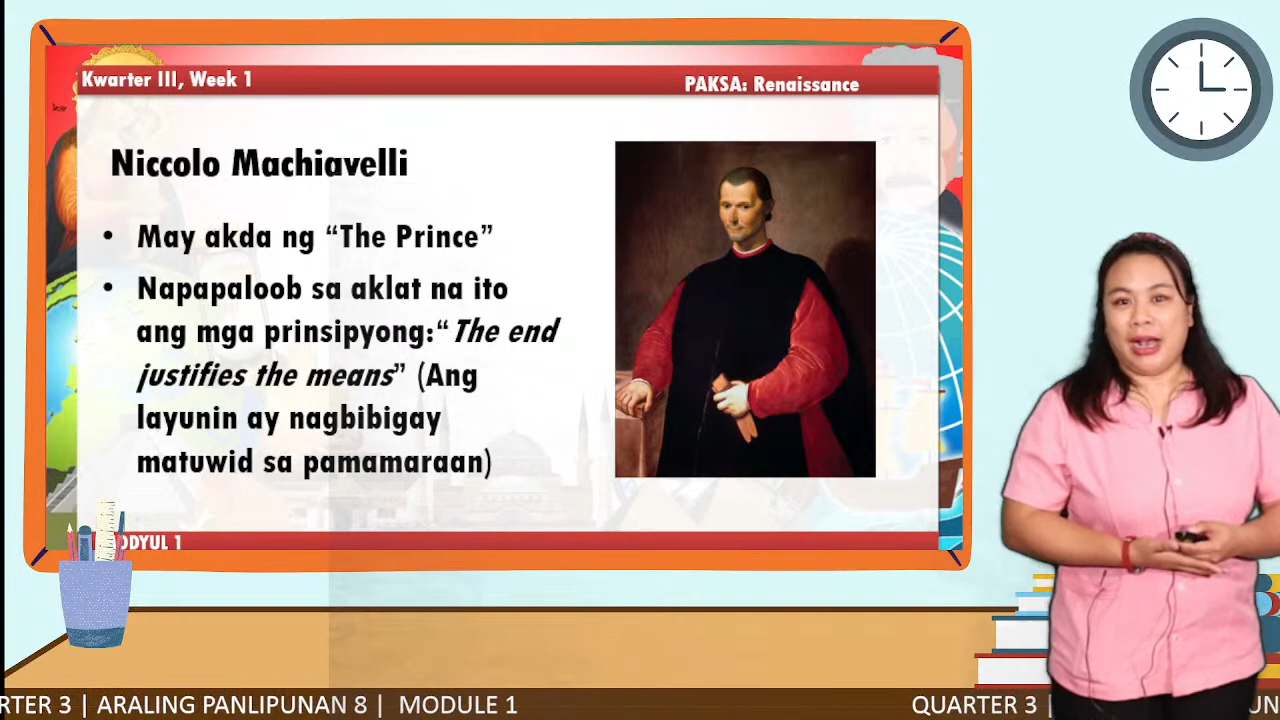 Kwarter III, Week 1
PAKSA: Renaissance
Niccolo Machiavelli
• May akda ng “The Prince”
• Napapaloob sa aklat na ito
ang mga prinsipyong:“The end
justifies the means” (Ang
layunin ay nagbibigay
matuwid sa pamamaraan)
ODYUL 1
RTER 3 | ARALING PANLIPUNAN 8 | MODULE 1
QUARTER 3 |